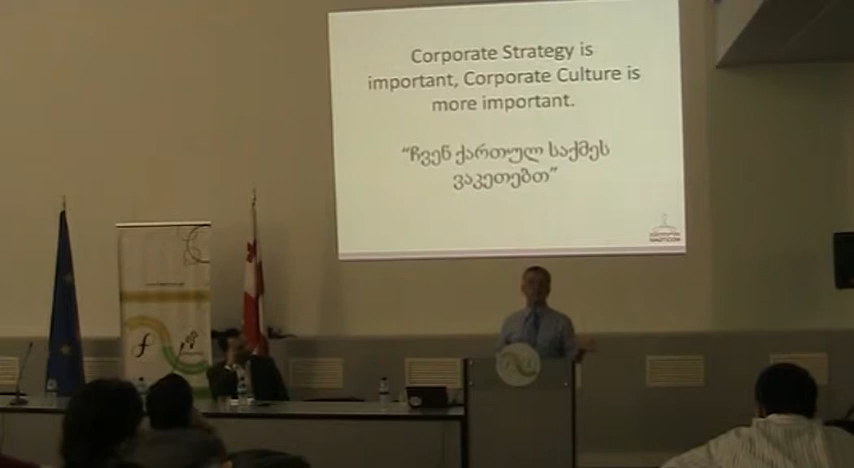 Corporate Strategy is
important, Corporate Culture is
more important.
“ჩვენ ქართულ საქმეს
ვაკეთებთ”